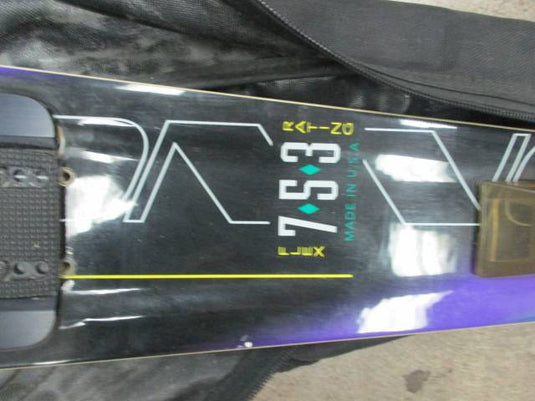 FLEX
7·5·3
RATING
MADE IN U.S.A.